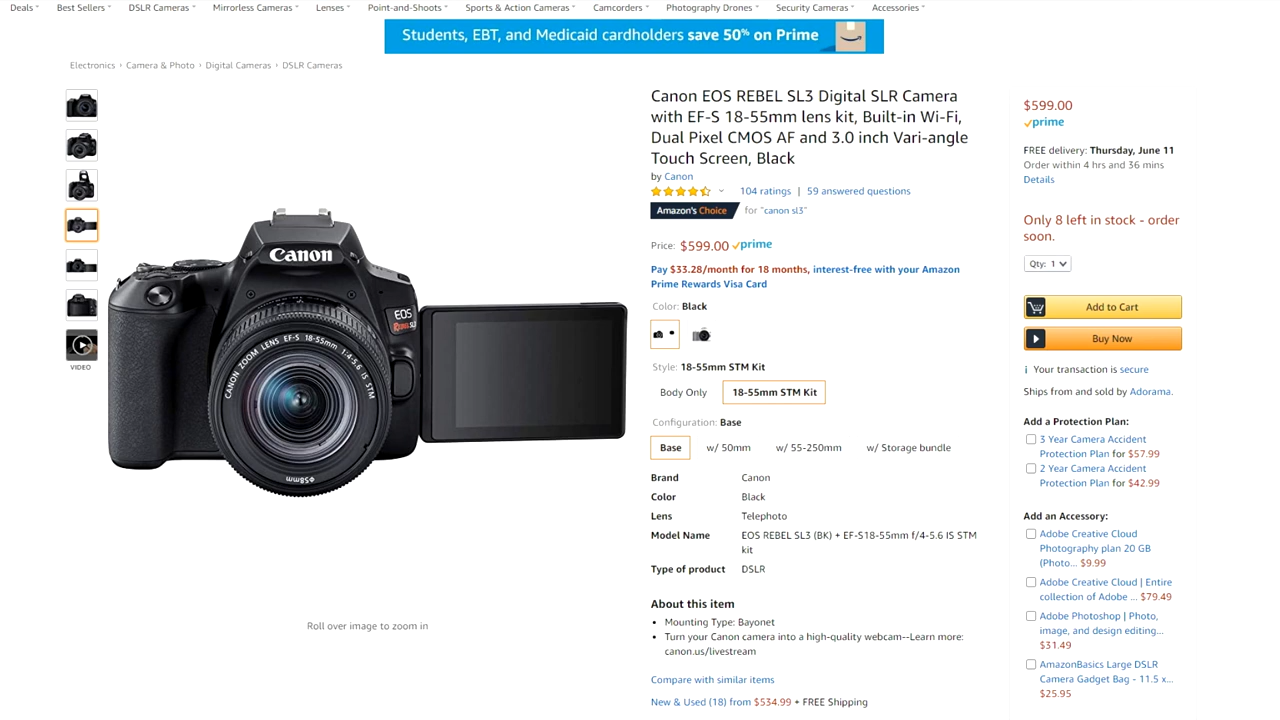 Deals
Best Sellers
DSLR Cameras
Mirrorless Cameras
Lenses
Point-and-Shoots
Sports & Action Cameras
Camcorders
Photography Drones
Security Cameras
Accessories
Students, EBT, and Medicaid cardholders save 50% on Prime
Electronics › Camera & Photo › Digital Cameras › DSLR Cameras
VIDEO
Canon
EOS
REBEL SL3
CANON ZOOM LENS EF-S 18-55mm 1:4-5.6 IS STM
φ58mm
Roll over image to zoom in
Canon EOS REBEL SL3 Digital SLR Camera
with EF-S 18-55mm lens kit, Built-in Wi-Fi,
Dual Pixel CMOS AF and 3.0 inch Vari-angle
Touch Screen, Black
by Canon
104 ratings | 59 answered questions
Amazon's Choice for "canon sl3"
Price: $599.00 prime
Pay $33.28/month for 18 months, interest-free with your Amazon
Prime Rewards Visa Card
Color: Black
Style: 18-55mm STM Kit
Body Only 18-55mm STM Kit
Configuration: Base
Base w/ 50mm w/ 55-250mm w/ Storage bundle
Brand Canon
Color Black
Lens Telephoto
Model Name EOS REBEL SL3 (BK) + EF-S18-55mm f/4-5.6 IS STM
kit
Type of product DSLR
About this item
• Mounting Type: Bayonet
• Turn your Canon camera into a high-quality webcam--Learn more:
canon.us/livestream
Compare with similar items
New & Used (18) from $534.99 + FREE Shipping
$599.00
prime
FREE delivery: Thursday, June 11
Order within 4 hrs and 36 mins
Details
Only 8 left in stock - order
soon.
Qty: 1
Add to Cart
Buy Now
Your transaction is secure
Ships from and sold by Adorama.
Add a Protection Plan:
3 Year Camera Accident
Protection Plan for $57.99
2 Year Camera Accident
Protection Plan for $42.99
Add an Accessory:
Adobe Creative Cloud
Photography plan 20 GB
(Photo... $9.99
Adobe Creative Cloud | Entire
collection of Adobe ... $79.49
Adobe Photoshop | Photo,
image, and design editing...
$31.49
AmazonBasics Large DSLR
Camera Gadget Bag - 11.5 x...
$25.95